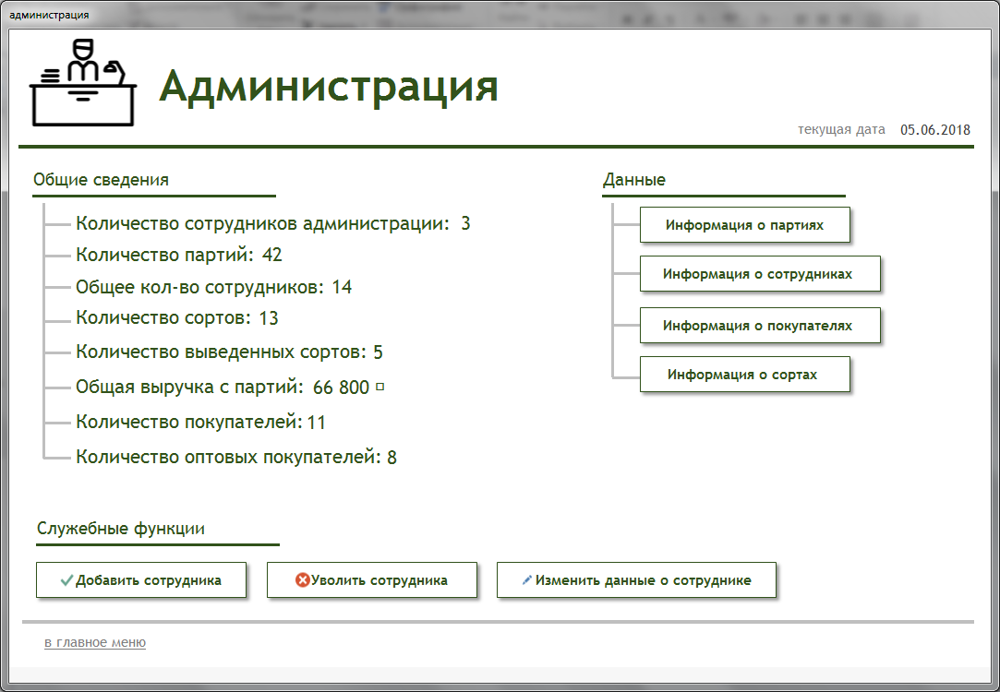 администрация
Администрация
текущая дата 05.06.2018
Общие сведения
Количество сотрудников администрации: 3
Количество партий: 42
Общее кол-во сотрудников: 14
Количество сортов: 13
Количество выведенных сортов: 5
Общая выручка с партий: 66 800
Количество покупателей: 11
Количество оптовых покупателей: 8
Данные
Информация о партиях
Информация о сотрудниках
Информация о покупателях
Информация о сортах
Служебные функции
Добавить сотрудника
Уволить сотрудника
Изменить данные о сотруднике
в главное меню